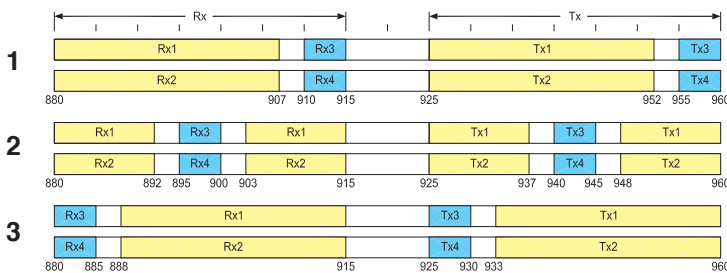 Rx Tx
1
Rx1 Rx3 Tx1 Tx3
Rx2 Rx4 Tx2 Tx4
880 907 910 915 925 952 955 960
2
Rx1 Rx3 Rx1 Tx1 Tx3 Tx1
Rx2 Rx4 Rx2 Tx2 Tx4 Tx2
880 892 895 900 903 915 925 937 940 945 948 960
3
Rx3 Rx1 Tx3 Tx1
Rx4 Rx2 Tx4 Tx2
880 885 888 915 925 930 933 960